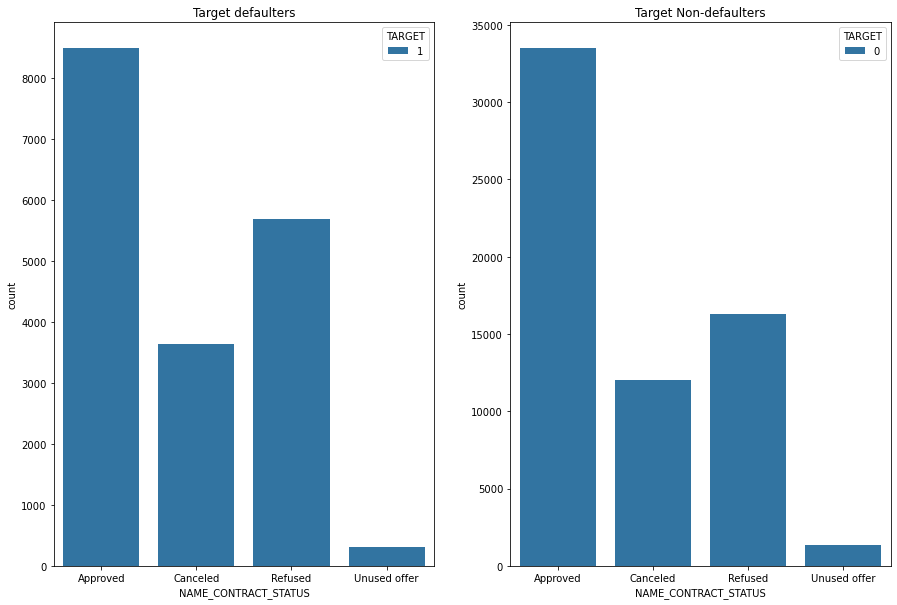 Target defaulters
TARGET
1
8000
7000
6000
5000
4000
3000
2000
1000
0
count
Approved Canceled Refused Unused offer
NAME_CONTRACT_STATUS
Target Non-defaulters
TARGET
0
35000
30000
25000
20000
15000
10000
5000
0
count
Approved Canceled Refused Unused offer
NAME_CONTRACT_STATUS